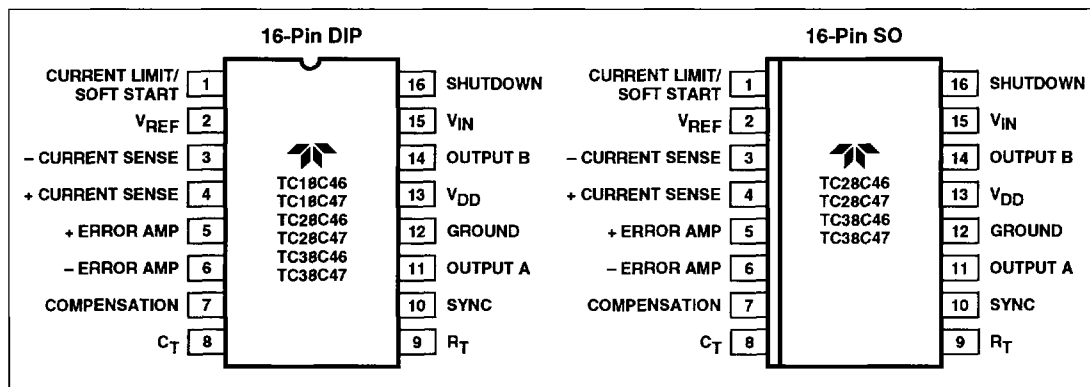 16-Pin DIP
CURRENT LIMIT/
SOFT START
1
16
SHUTDOWN
VREF
2
15
VIN
– CURRENT SENSE
3
14
OUTPUT B
+ CURRENT SENSE
4
13
VDD
+ ERROR AMP
5
12
GROUND
– ERROR AMP
6
11
OUTPUT A
COMPENSATION
7
10
SYNC
CT
8
9
RT
TC18C46
TC18C47
TC28C46
TC28C47
TC38C46
TC38C47
16-Pin SO
CURRENT LIMIT/
SOFT START
1
16
SHUTDOWN
VREF
2
15
VIN
– CURRENT SENSE
3
14
OUTPUT B
+ CURRENT SENSE
4
13
VDD
+ ERROR AMP
5
12
GROUND
– ERROR AMP
6
11
OUTPUT A
COMPENSATION
7
10
SYNC
CT
8
9
RT
TC28C46
TC28C47
TC38C46
TC38C47